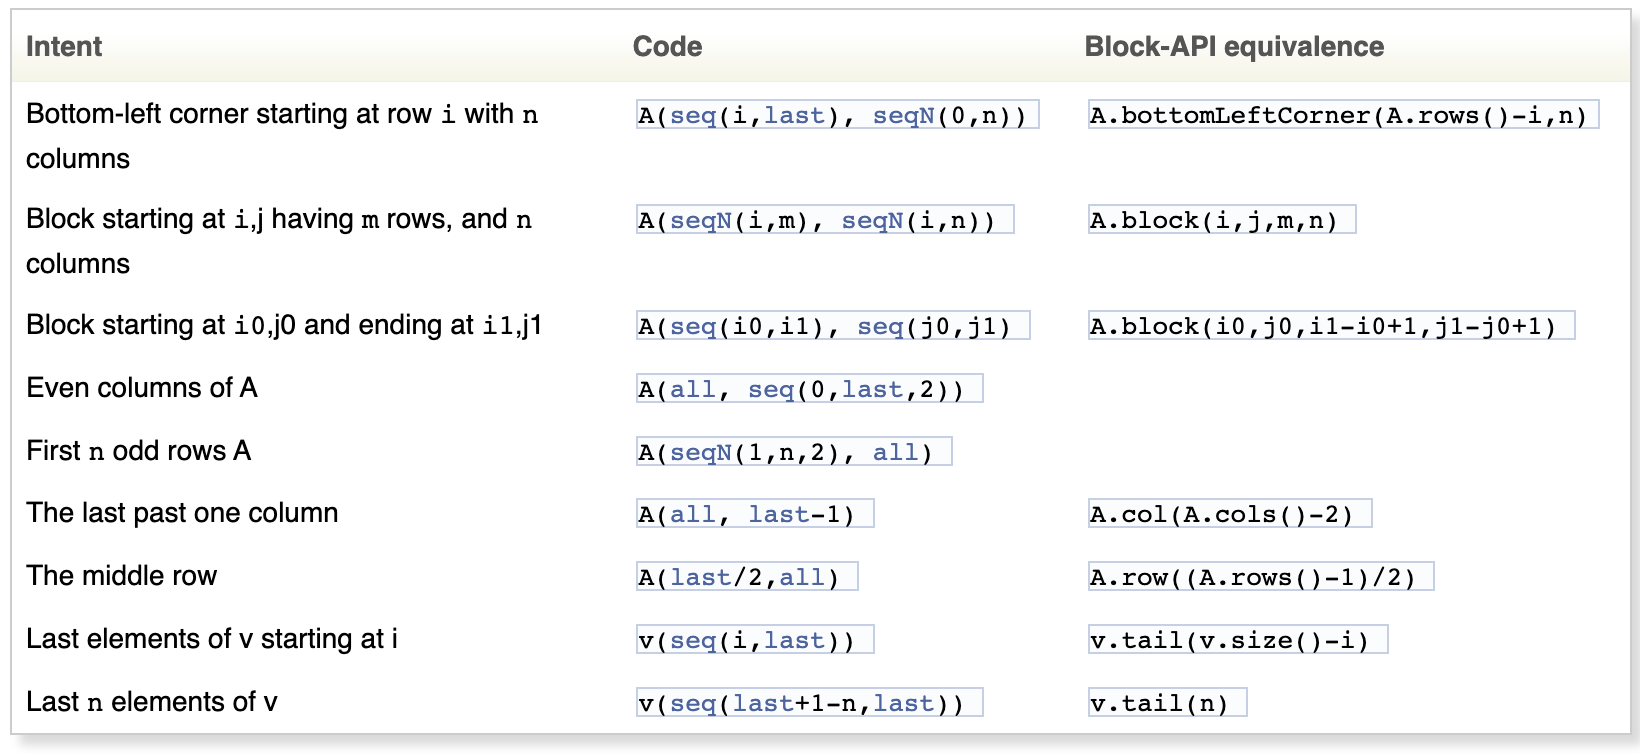 Intent Code Block-API equivalence
Bottom-left corner starting at row i with n A(seq(i,last), seqN(0,n)) A.bottomLeftCorner(A.rows()-i,n)
columns
Block starting at i,j having m rows, and n A(seqN(i,m), seqN(i,n)) A.block(i,j,m,n)
columns
Block starting at i0,j0 and ending at i1,j1 A(seq(i0,i1), seq(j0,j1) A.block(i0,j0,i1-i0+1,j1-j0+1)
Even columns of A A(all, seq(0,last,2))
First n odd rows A A(seqN(1,n,2), all)
The last past one column A(all, last-1) A.col(A.cols()-2)
The middle row A(last/2,all) A.row((A.rows()-1)/2)
Last elements of v starting at i v(seq(i,last)) v.tail(v.size()-i)
Last n elements of v v(seq(last+1-n,last)) v.tail(n)